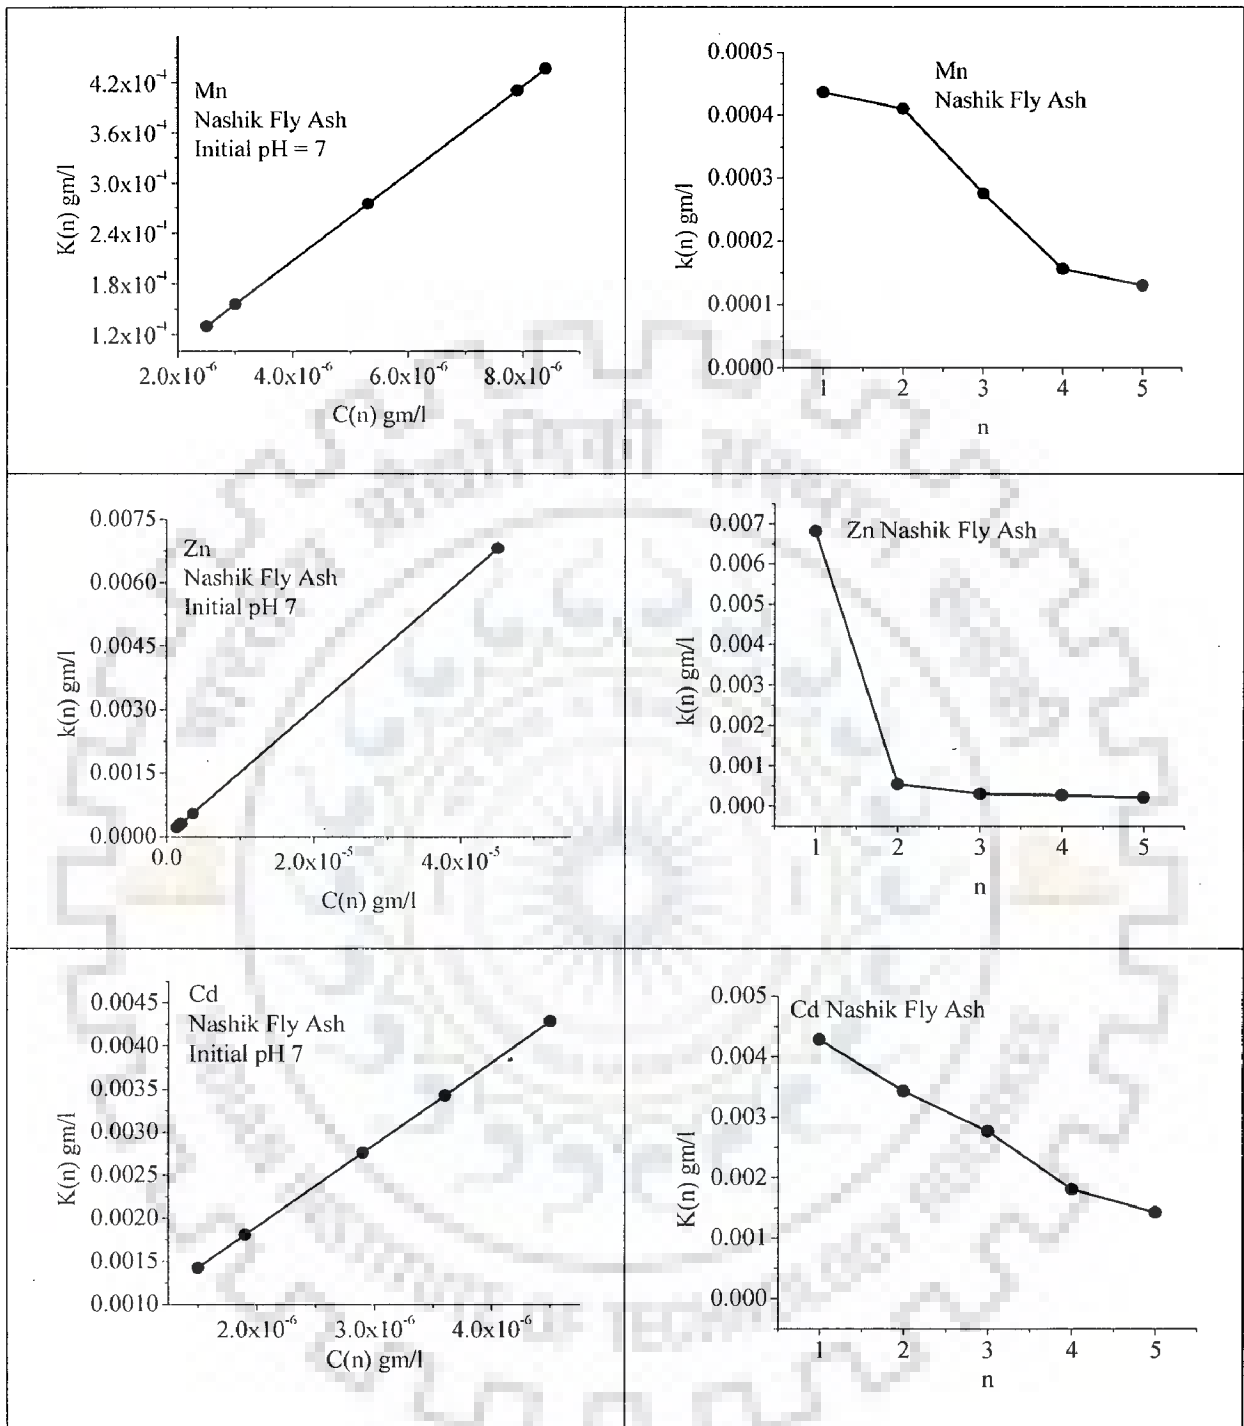 4.2x10⁻⁴
3.6x10⁻⁴
3.0x10⁻⁴
2.4x10⁻⁴
1.8x10⁻⁴
1.2x10⁻⁴
K(n) gm/l
Mn
Nashik Fly Ash
Initial pH = 7
2.0x10⁻⁶ 4.0x10⁻⁶ 6.0x10⁻⁶ 8.0x10⁻⁶
C(n) gm/l
0.0005
0.0004
0.0003
0.0002
0.0001
0.0000
k(n) gm/l
Mn
Nashik Fly Ash
1 2 3 4 5
n
0.0075
0.0060
0.0045
0.0030
0.0015
0.0000
k(n) gm/l
Zn
Nashik Fly Ash
Initial pH 7
0.0 2.0x10⁻⁵ 4.0x10⁻⁵
C(n) gm/l
0.007
0.006
0.005
0.004
0.003
0.002
0.001
0.000
k(n) gm/l
Zn Nashik Fly Ash
1 2 3 4 5
n
0.0045
0.0040
0.0035
0.0030
0.0025
0.0020
0.0015
0.0010
K(n) gm/l
Cd
Nashik Fly Ash
Initial pH 7
2.0x10⁻⁶ 3.0x10⁻⁶ 4.0x10⁻⁶
C(n) gm/l
0.005
0.004
0.003
0.002
0.001
0.000
K(n) gm/l
Cd Nashik Fly Ash
1 2 3 4 5
n